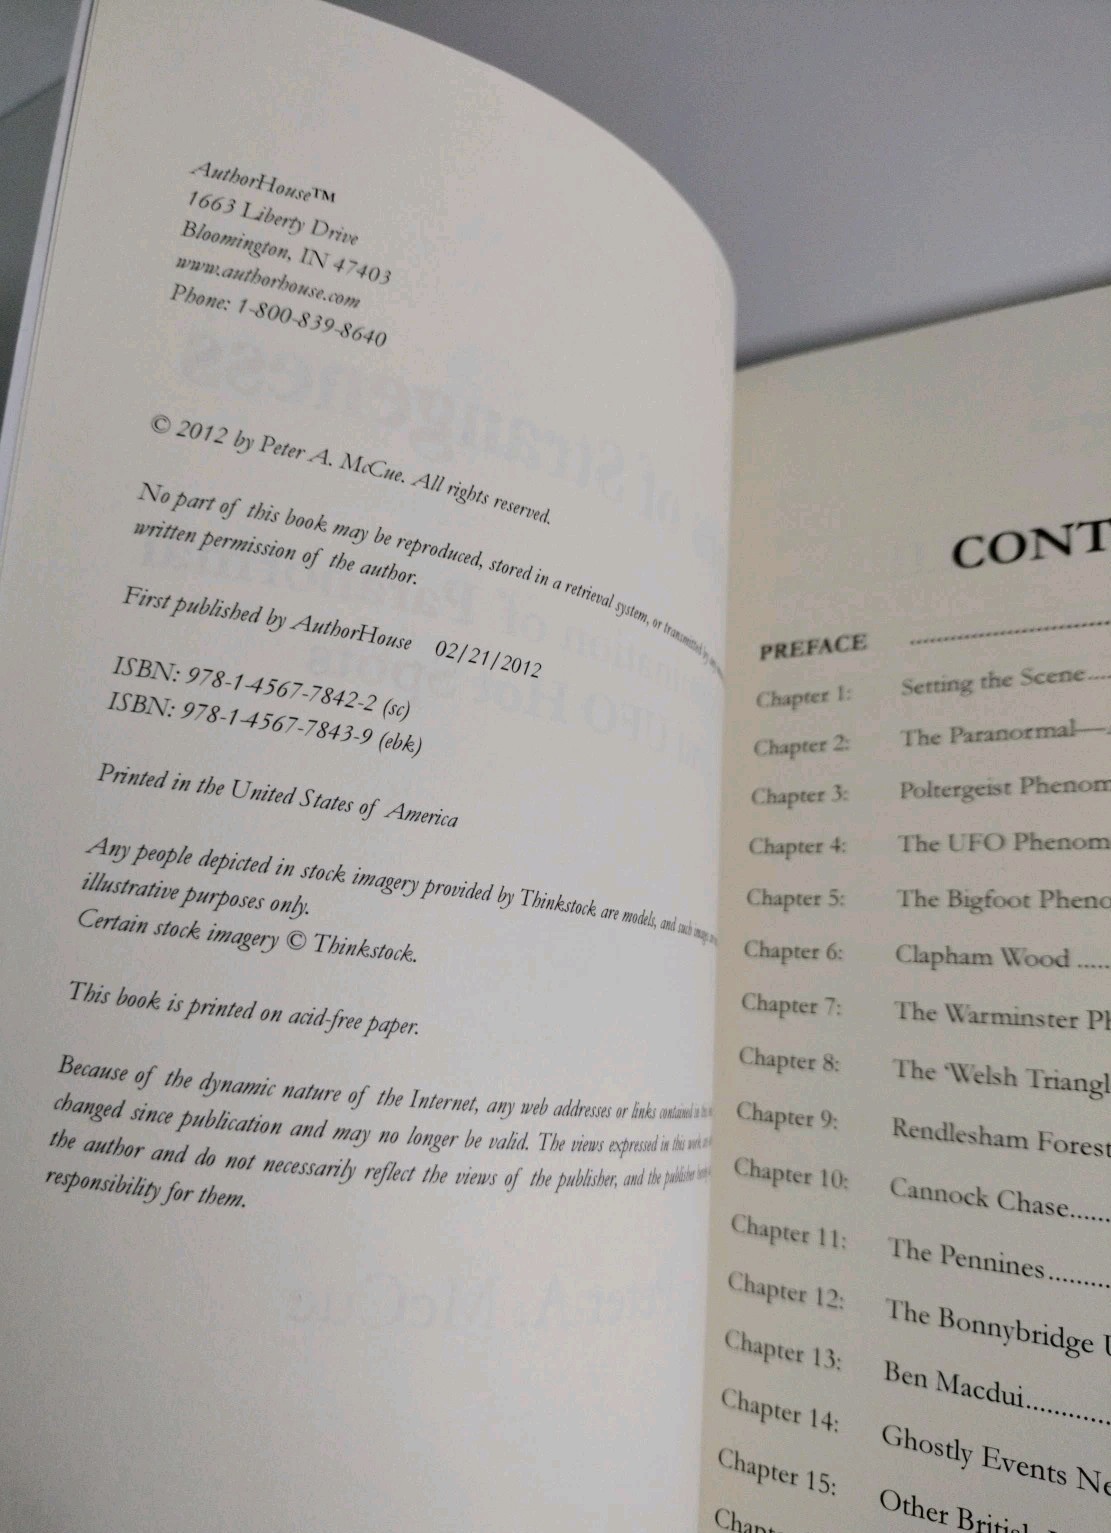 AuthorHouse™
1663 Liberty Drive
Bloomington, IN 47403
www.authorhouse.com
Phone: 1-800-839-8640
© 2012 by Peter A. McCue. All rights reserved.
No part of this book may be reproduced, stored in a retrieval system, or transmitted by any
written permission of the author.
First published by AuthorHouse 02/21/2012
ISBN: 978-1-4567-7842-2 (sc)
ISBN: 978-1-4567-7843-9 (ebk)
Printed in the United States of America
Any people depicted in stock imagery provided by Thinkstock are models, and such images
illustrative purposes only.
Certain stock imagery © Thinkstock.
This book is printed on acid-free paper.
Because of the dynamic nature of the Internet, any web addresses or links contained in
changed since publication and may no longer be valid. The views expressed in this work
the author and do not necessarily reflect the views of the publisher, and the publisher
responsibility for them.
CONT
PREFACE ....................
Chapter 1: Setting the Scene....
Chapter 2: The Paranormal—
Chapter 3: Poltergeist Phenom
Chapter 4: The UFO Phenom
Chapter 5: The Bigfoot Pheno
Chapter 6: Clapham Wood .....
Chapter 7: The Warminster Ph
Chapter 8: The ‘Welsh Triangl
Chapter 9: Rendlesham Forest
Chapter 10: Cannock Chase......
Chapter 11: The Pennines.........
Chapter 12: The Bonnybridge U
Chapter 13: Ben Macdui............
Chapter 14: Ghostly Events Ne
Chapter 15: Other British